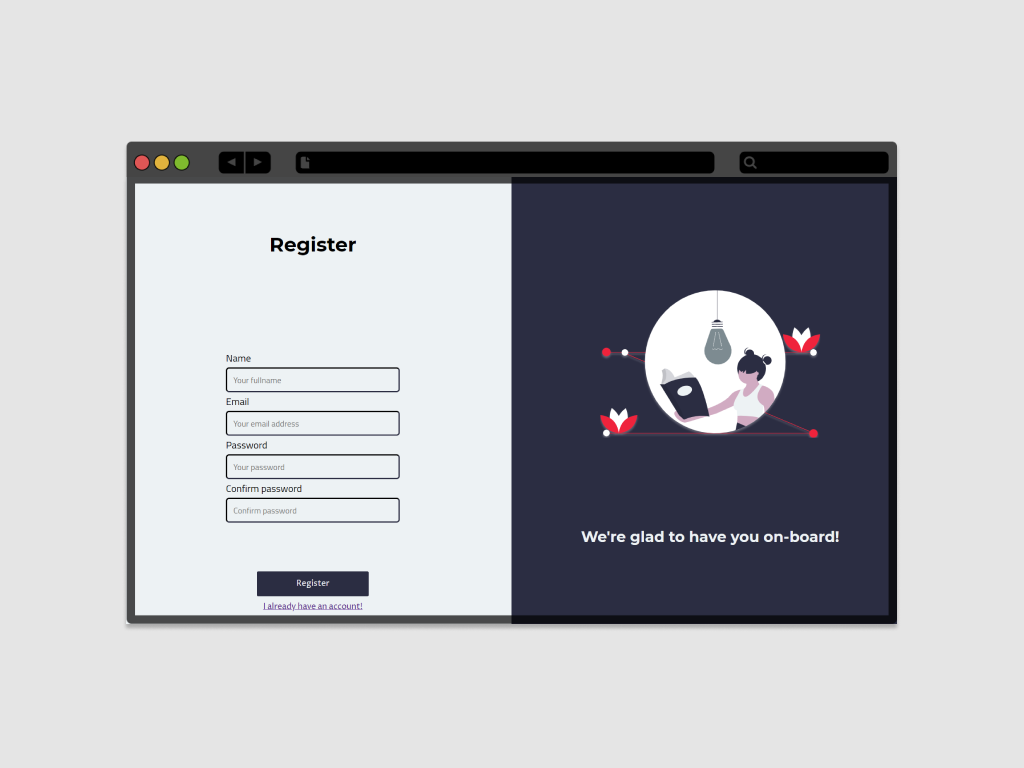 Register
Name
Your fullname
Email
Your email address
Password
Your password
Confirm password
Confirm password
Register
I already have an account!
We're glad to have you on-board!